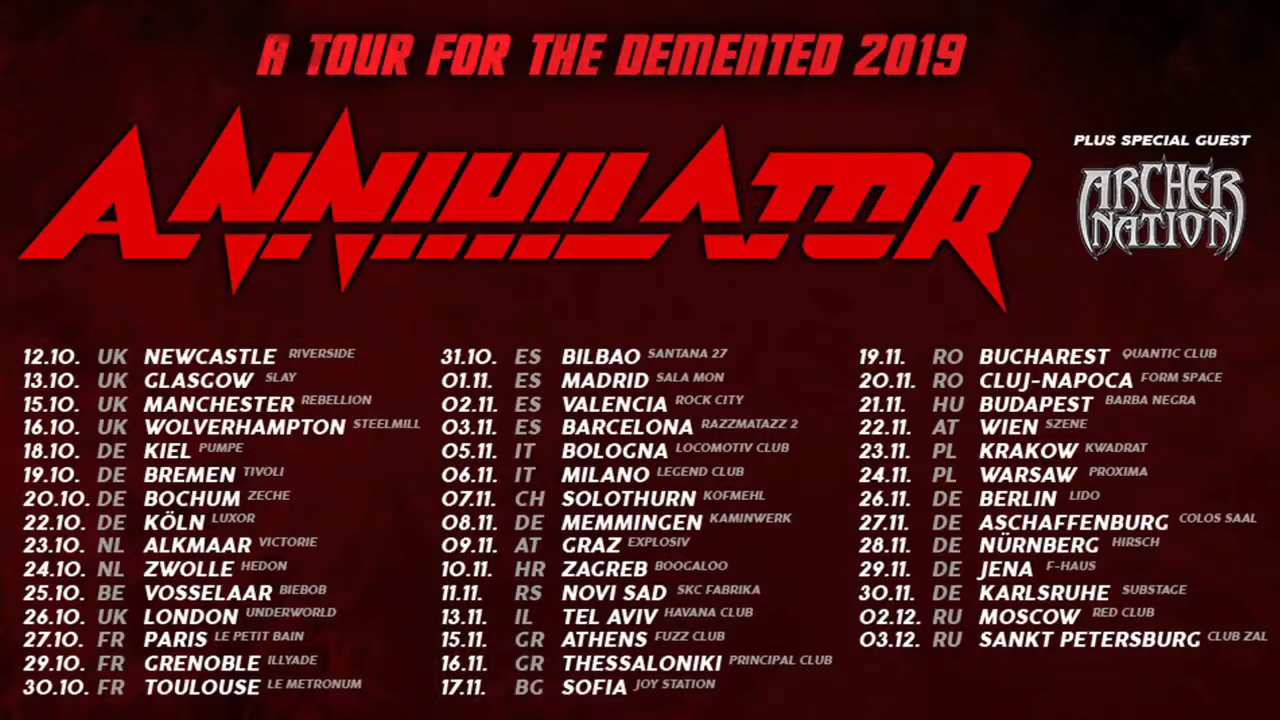 A TOUR FOR THE DEMENTED 2019
ANNIHILATOR
PLUS SPECIAL GUEST
ARCHER
NATION
12.10. UK NEWCASTLE RIVERSIDE
13.10. UK GLASGOW SLAY
15.10. UK MANCHESTER REBELLION
16.10. UK WOLVERHAMPTON STEELMILL
18.10. DE KIEL PUMPE
19.10. DE BREMEN TIVOLI
20.10. DE BOCHUM ZECHE
22.10. DE KÖLN LUXOR
23.10. NL ALKMAAR VICTORIE
24.10. NL ZWOLLE HEDON
25.10. BE VOSSELAAR BIEBOB
26.10. UK LONDON UNDERWORLD
27.10. FR PARIS LE PETIT BAIN
29.10. FR GRENOBLE ILLYADE
30.10. FR TOULOUSE LE METRONUM
31.10. ES BILBAO SANTANA 27
01.11. ES MADRID SALA MON
02.11. ES VALENCIA ROCK CITY
03.11. ES BARCELONA RAZZMATAZZ 2
05.11. IT BOLOGNA LOCOMOTIV CLUB
06.11. IT MILANO LEGEND CLUB
07.11. CH SOLOTHURN KOFMEHL
08.11. DE MEMMINGEN KAMINWERK
09.11. AT GRAZ EXPLOSIV
10.11. HR ZAGREB BOOGALOO
11.11. RS NOVI SAD SKC FABRIKA
13.11. IL TEL AVIV HAVANA CLUB
15.11. GR ATHENS FUZZ CLUB
16.11. GR THESSALONIKI PRINCIPAL CLUB
17.11. BG SOFIA JOY STATION
19.11. RO BUCHAREST QUANTIC CLUB
20.11. RO CLUJ-NAPOCA FORM SPACE
21.11. HU BUDAPEST BARBA NEGRA
22.11. AT WIEN SZENE
23.11. PL KRAKOW KWADRAT
24.11. PL WARSAW PROXIMA
26.11. DE BERLIN LIDO
27.11. DE ASCHAFFENBURG COLOS SAAL
28.11. DE NÜRNBERG HIRSCH
29.11. DE JENA F-HAUS
30.11. DE KARLSRUHE SUBSTAGE
02.12. RU MOSCOW RED CLUB
03.12. RU SANKT PETERSBURG CLUB ZAL